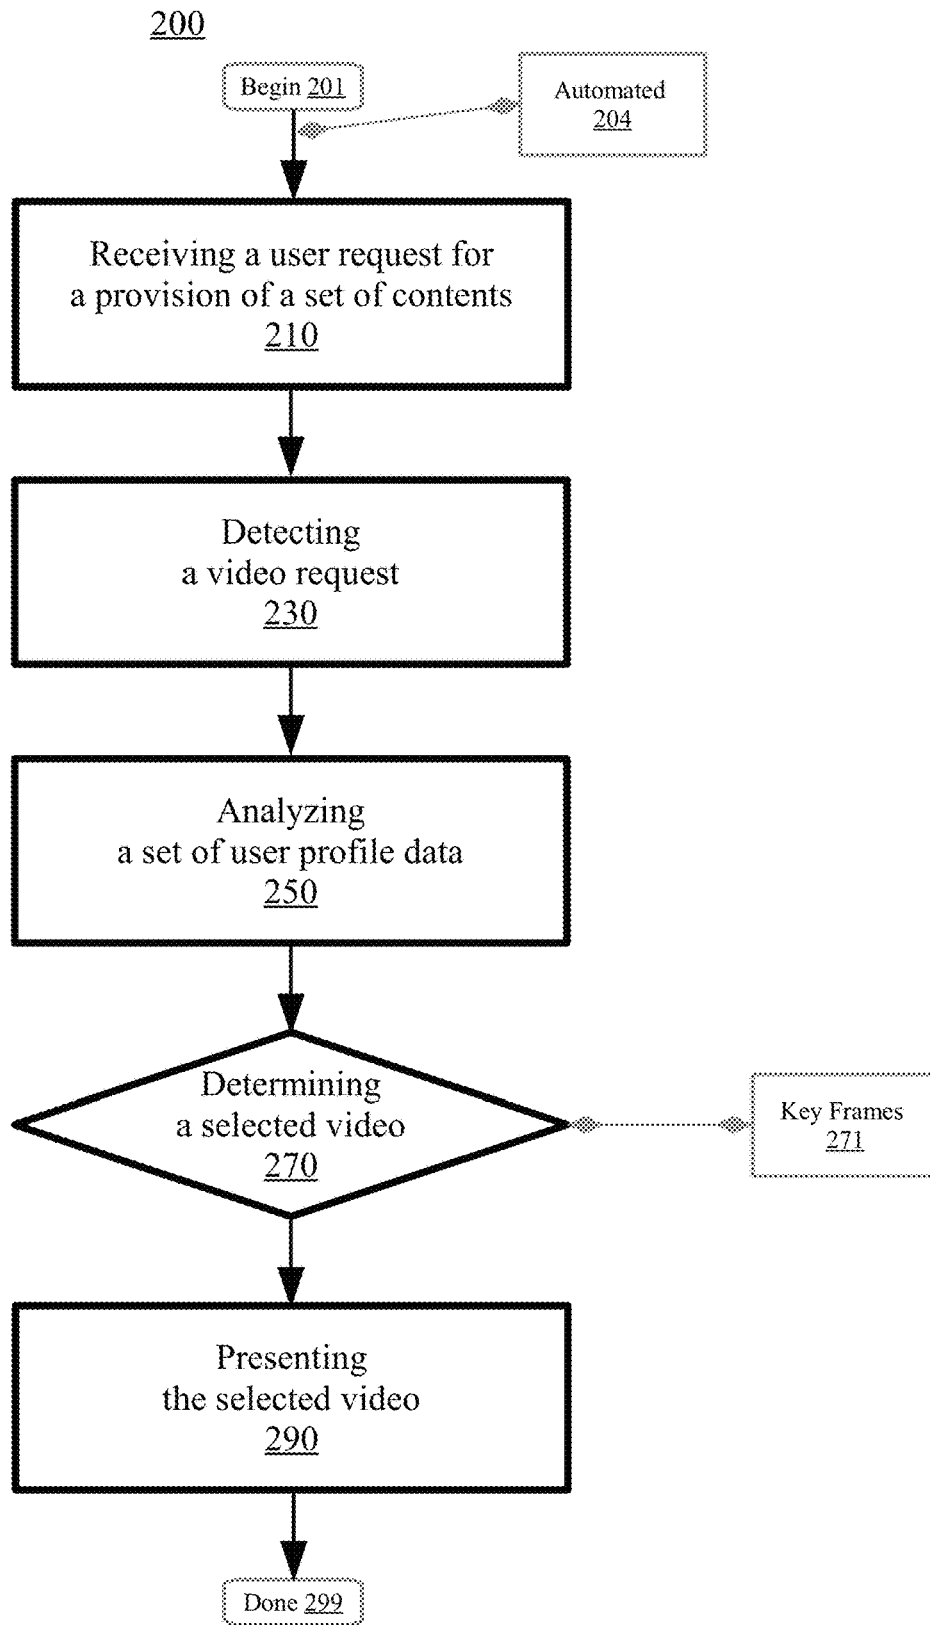 200
Begin 201
Automated
204
Receiving a user request for
a provision of a set of contents
210
Detecting
a video request
230
Analyzing
a set of user profile data
250
Determining
a selected video
270
Key Frames
271
Presenting
the selected video
290
Done 299